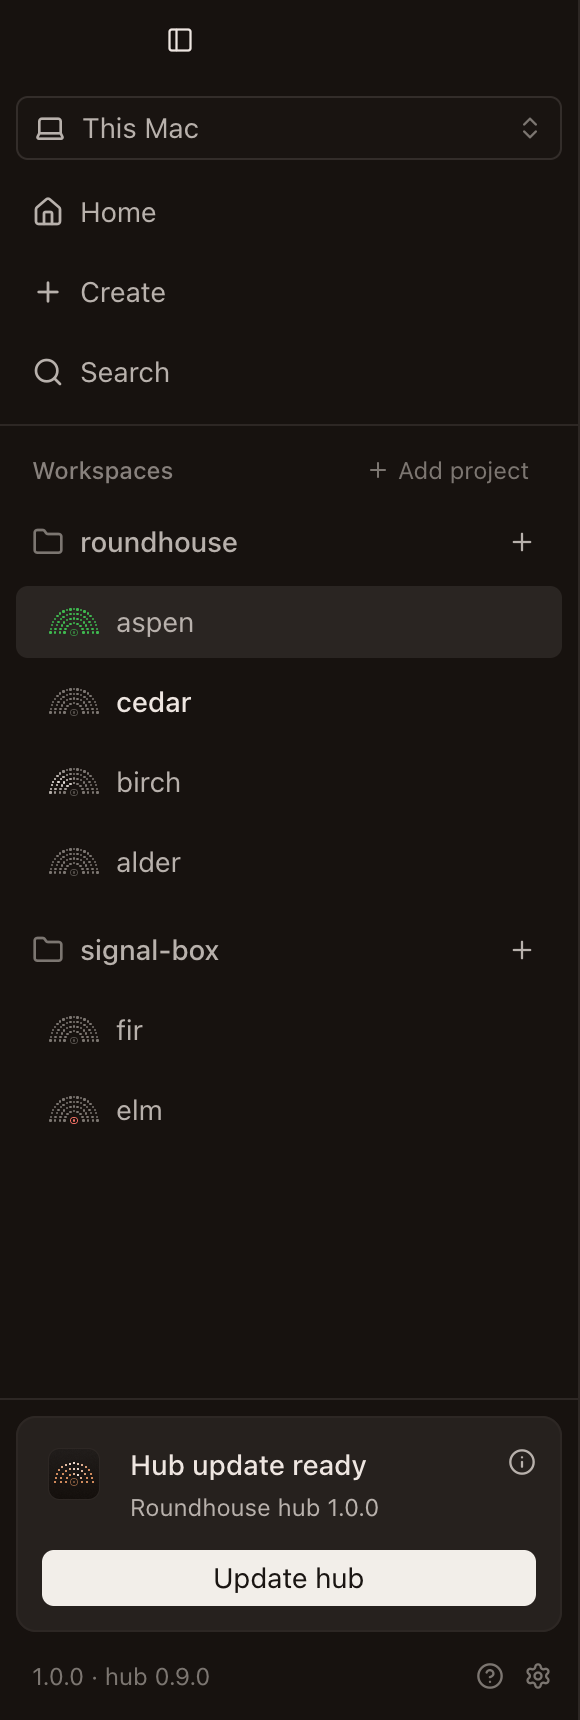 This Mac
Home
Create
Search
Workspaces + Add project
roundhouse
aspen
cedar
birch
alder
signal-box
fir
elm
Hub update ready
Roundhouse hub 1.0.0
Update hub
1.0.0 · hub 0.9.0